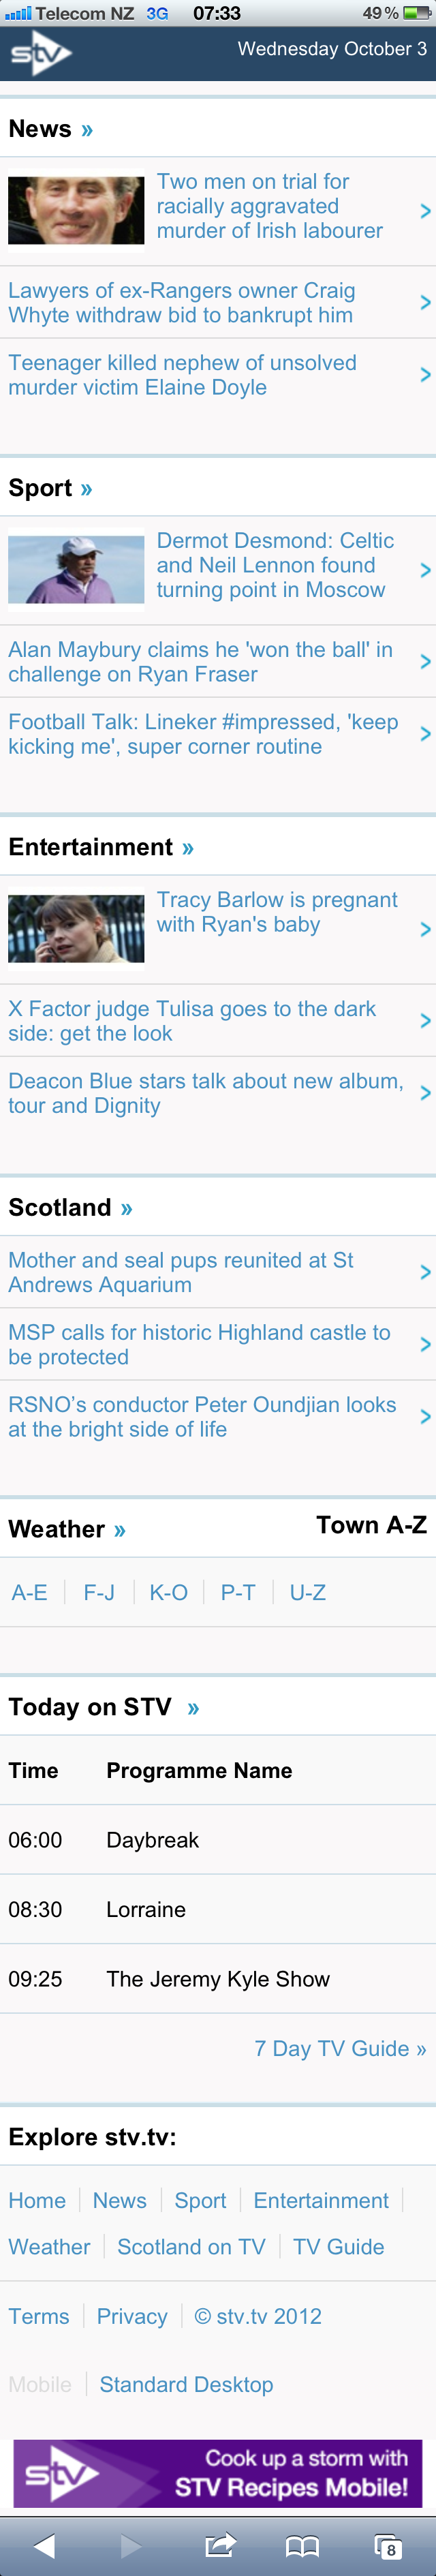 Telecom NZ 3G 07:33 49%
stv Wednesday October 3
News »
Two men on trial for
racially aggravated
murder of Irish labourer
Lawyers of ex-Rangers owner Craig
Whyte withdraw bid to bankrupt him
Teenager killed nephew of unsolved
murder victim Elaine Doyle
Sport »
Dermot Desmond: Celtic
and Neil Lennon found
turning point in Moscow
Alan Maybury claims he 'won the ball' in
challenge on Ryan Fraser
Football Talk: Lineker #impressed, 'keep
kicking me', super corner routine
Entertainment »
Tracy Barlow is pregnant
with Ryan's baby
X Factor judge Tulisa goes to the dark
side: get the look
Deacon Blue stars talk about new album,
tour and Dignity
Scotland »
Mother and seal pups reunited at St
Andrews Aquarium
MSP calls for historic Highland castle to
be protected
RSNO’s conductor Peter Oundjian looks
at the bright side of life
Weather » Town A-Z
A-E F-J K-O P-T U-Z
Today on STV »
Time Programme Name
06:00 Daybreak
08:30 Lorraine
09:25 The Jeremy Kyle Show
7 Day TV Guide »
Explore stv.tv:
Home News Sport Entertainment
Weather Scotland on TV TV Guide
Terms Privacy © stv.tv 2012
Mobile Standard Desktop
stv Cook up a storm with
STV Recipes Mobile!
8